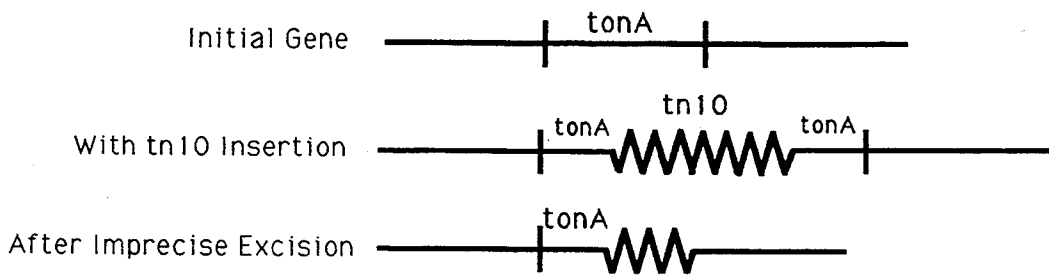 tonA
Initial Gene
tn10
tonA tonA
With tn10 Insertion
tonA
After Imprecise Excision